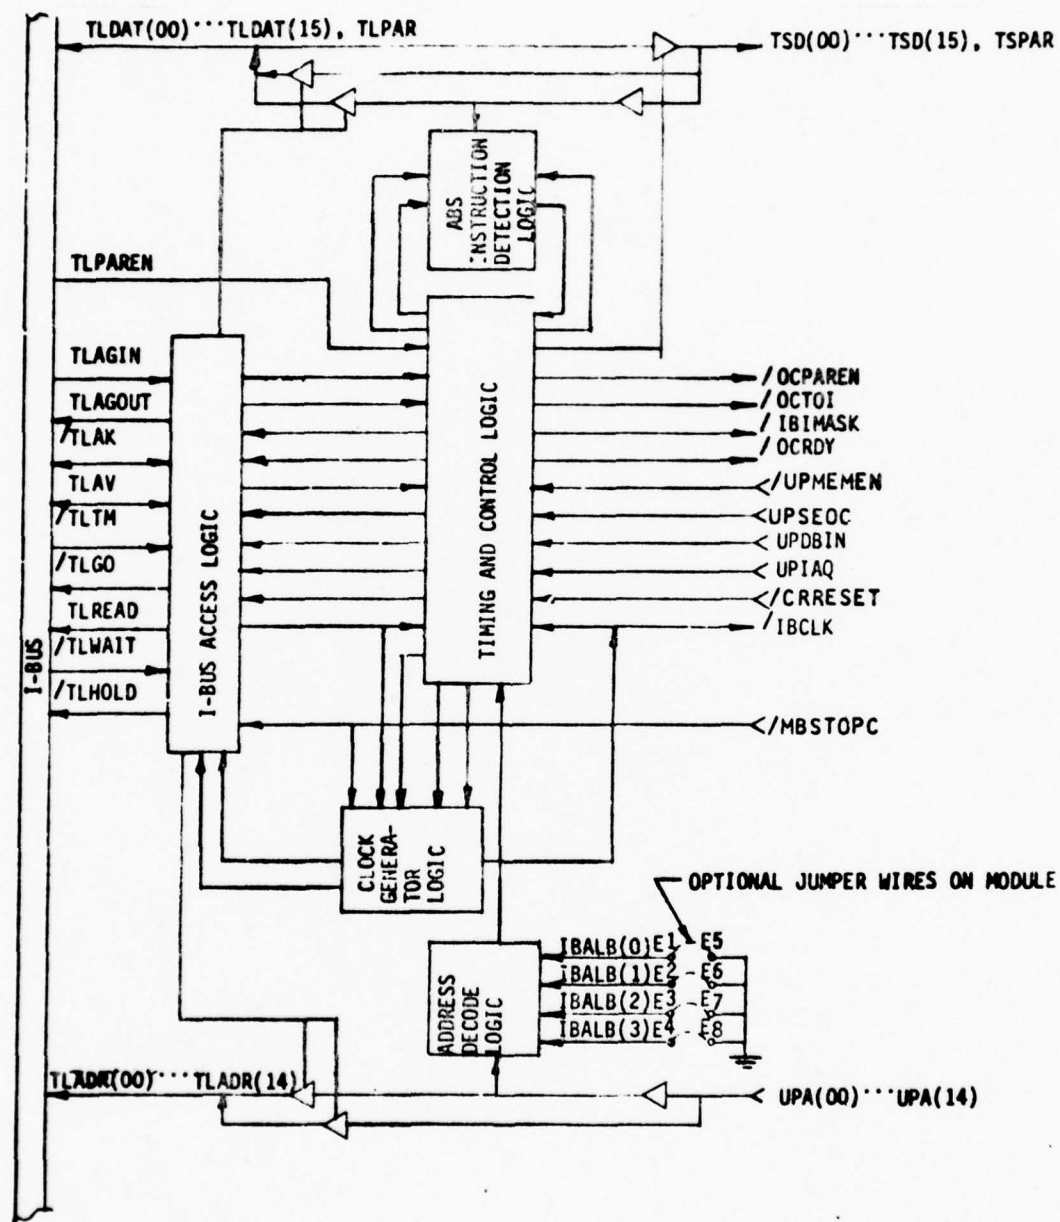 TLDAT(00)···TLDAT(15), TLPAR
TSD(00)···TSD(15), TSPAR
ABS
INSTRUCTION
DETECTION
LOGIC
TLPAREN
TLAGIN
TLAGOUT
/TLAK
TLAV
/TLTM
/TLGO
TLREAD
/TLWAIT
/TLHOLD
I-BUS
I-BUS ACCESS LOGIC
TIMING AND CONTROL LOGIC
/OCPAREN
/OCTOI
/IBIMASK
/OCRDY
/UPMEMEN
UPSEOC
UPDBIN
UPIAQ
/CRRESET
/IBCLK
/MBSTOPC
CLOCK
GENERA-
TOR
LOGIC
OPTIONAL JUMPER WIRES ON MODULE
ADDRESS
DECODE
LOGIC
IBALB(0)E1 E5
IBALB(1)E2 E6
IBALB(2)E3 E7
IBALB(3)E4 E8
TLADR(00)···TLADR(14)
UPA(00)···UPA(14)